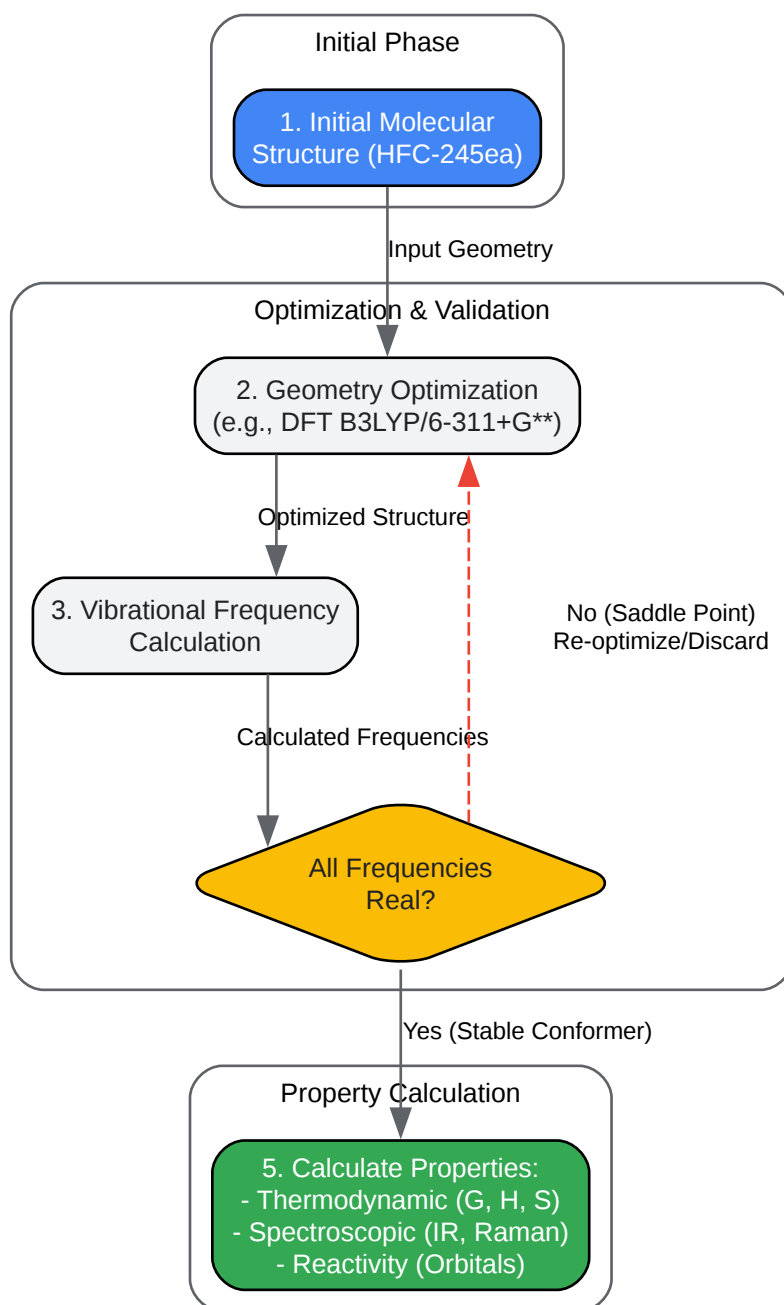 Initial Phase
1. Initial Molecular
Structure (HFC-245ea)
Input Geometry
Optimization & Validation
2. Geometry Optimization
(e.g., DFT B3LYP/6-311+G**)
Optimized Structure
3. Vibrational Frequency
Calculation
No (Saddle Point)
Re-optimize/Discard
Calculated Frequencies
All Frequencies
Real?
Yes (Stable Conformer)
Property Calculation
5. Calculate Properties:
- Thermodynamic (G, H, S)
- Spectroscopic (IR, Raman)
- Reactivity (Orbitals)